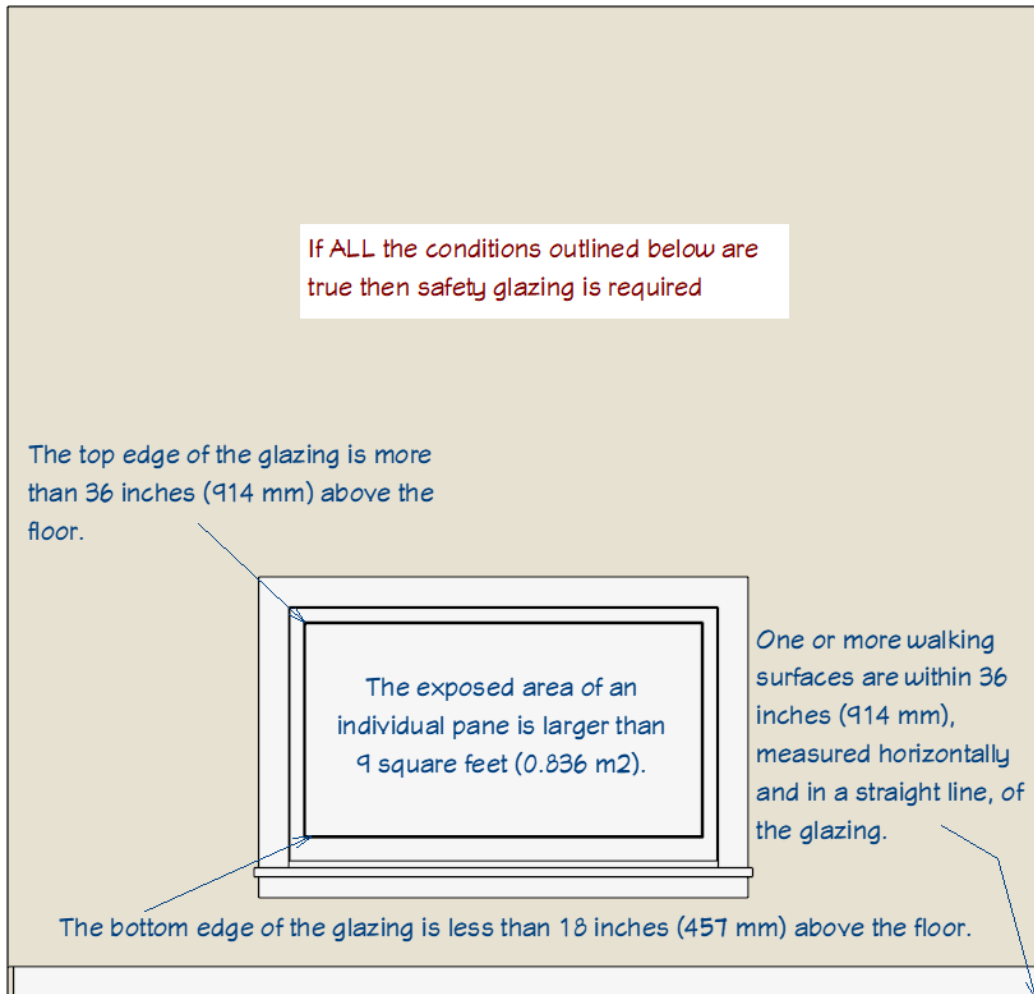 If ALL the conditions outlined below are
true then safety glazing is required
The top edge of the glazing is more
than 36 inches (914 mm) above the
floor.
The exposed area of an
individual pane is larger than
9 square feet (0.836 m2).
One or more walking
surfaces are within 36
inches (914 mm),
measured horizontally
and in a straight line, of
the glazing.
The bottom edge of the glazing is less than 18 inches (457 mm) above the floor.